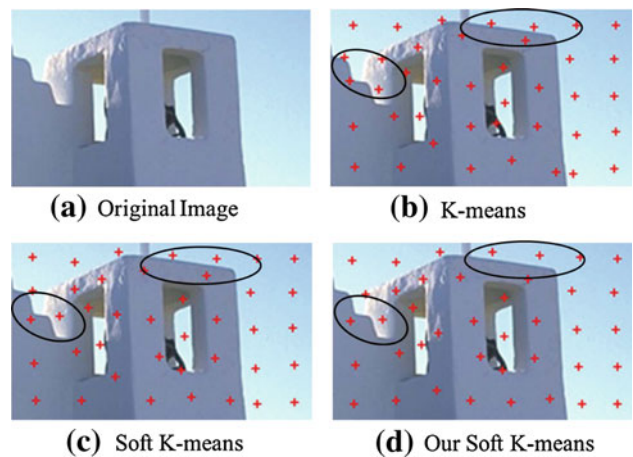 (a) Original Image
(b) K-means
(c) Soft K-means
(d) Our Soft K-means